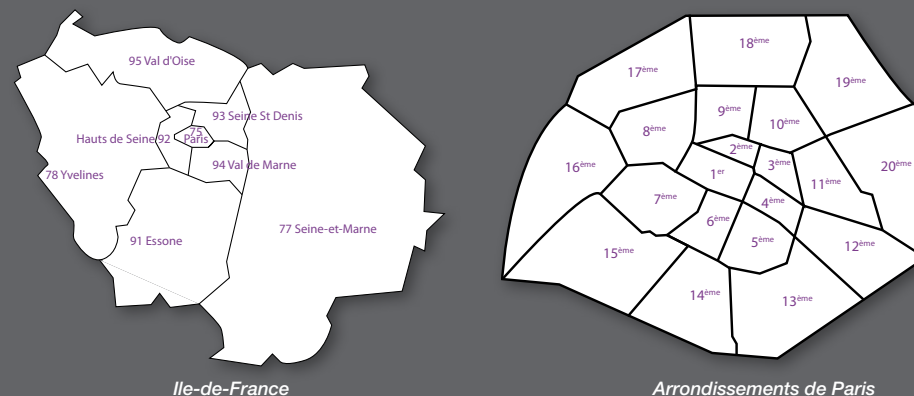 95 Val d'Oise
93 Seine St Denis
Hauts de Seine 92
75
Paris
94 Val de Marne
78 Yvelines
91 Essone
77 Seine-et-Marne
Ile-de-France
18ème
17ème
19ème
9ème
10ème
8ème
2ème
3ème
16ème
1er
20ème
11ème
7ème
4ème
6ème
5ème
12ème
15ème
14ème
13ème
Arrondissements de Paris